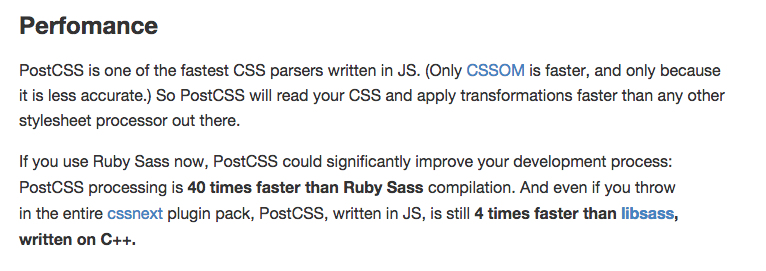 Perfomance
PostCSS is one of the fastest CSS parsers written in JS. (Only CSSOM is faster, and only because
it is less accurate.) So PostCSS will read your CSS and apply transformations faster than any other
stylesheet processor out there.
If you use Ruby Sass now, PostCSS could significantly improve your development process:
PostCSS processing is 40 times faster than Ruby Sass compilation. And even if you throw
in the entire cssnext plugin pack, PostCSS, written in JS, is still 4 times faster than libsass,
written on C++.